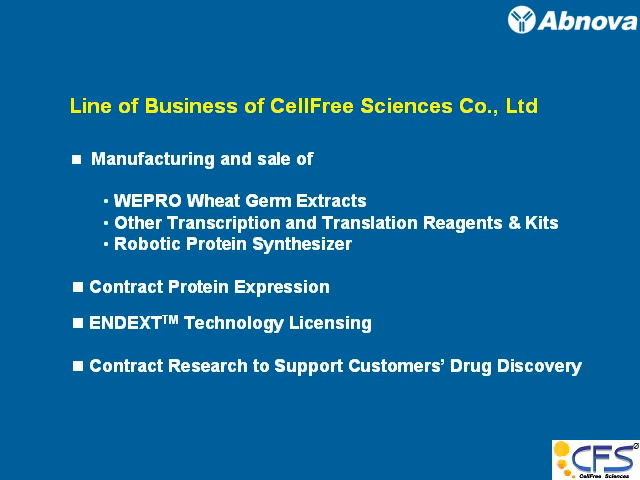 Abnova
Line of Business of CellFree Sciences Co., Ltd
■ Manufacturing and sale of
• WEPRO Wheat Germ Extracts
• Other Transcription and Translation Reagents & Kits
• Robotic Protein Synthesizer
■ Contract Protein Expression
■ ENDEXT™ Technology Licensing
■ Contract Research to Support Customers’ Drug Discovery
CFS
CellFree Sciences